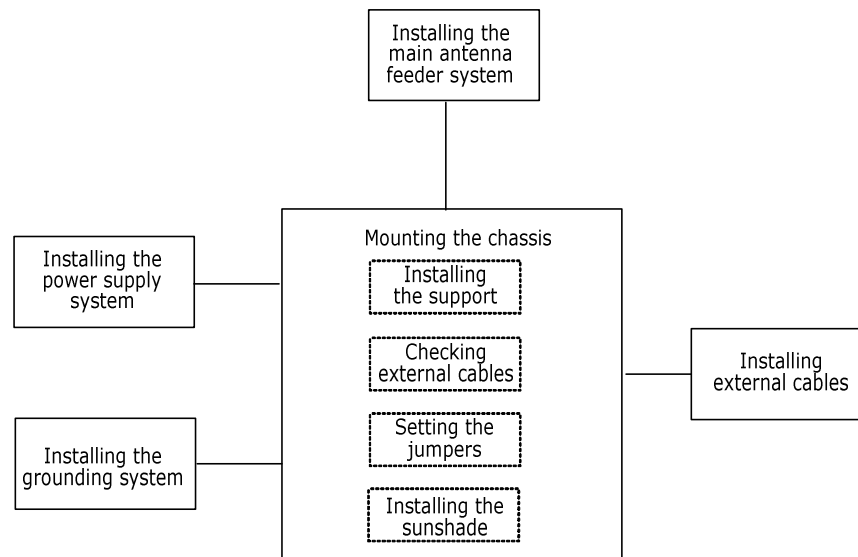 Installing the
main antenna
feeder system
Mounting the chassis
Installing
the support
Checking
external cables
Setting the
jumpers
Installing the
sunshade
Installing the
power supply
system
Installing the
grounding system
Installing
external cables